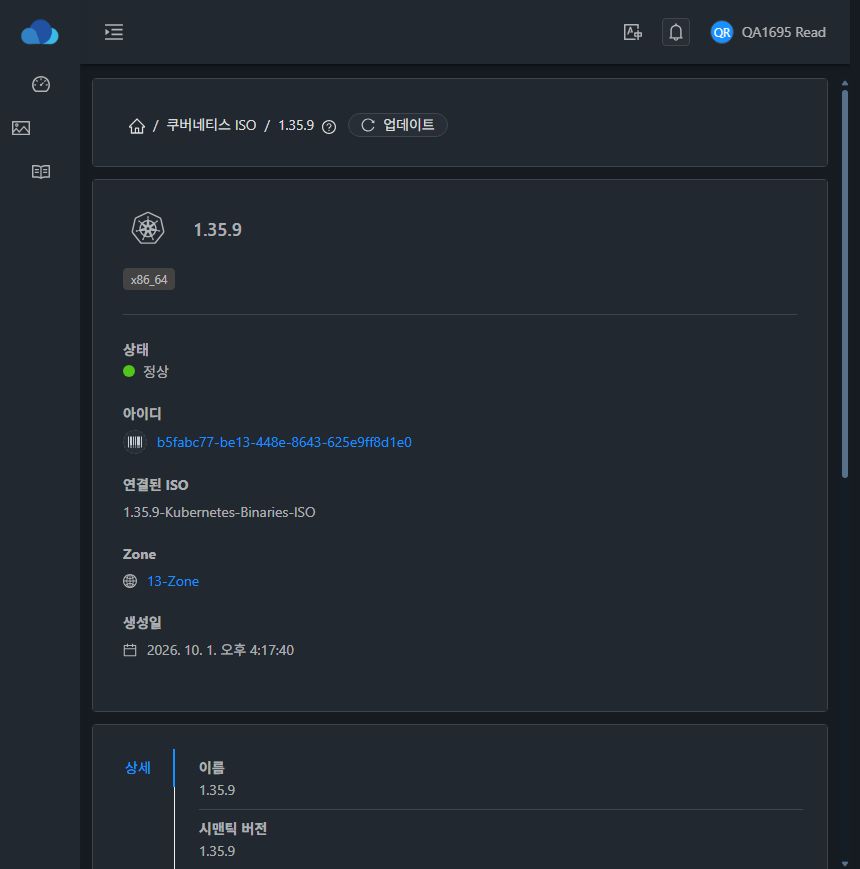 QR QA1695 Read
/ 쿠버네티스 ISO / 1.35.9 업데이트
1.35.9
x86_64
상태
정상
아이디
b5fabc77-be13-448e-8643-625e9ff8d1e0
연결된 ISO
1.35.9-Kubernetes-Binaries-ISO
Zone
13-Zone
생성일
2026. 10. 1. 오후 4:17:40
상세
이름
1.35.9
시맨틱 버전
1.35.9